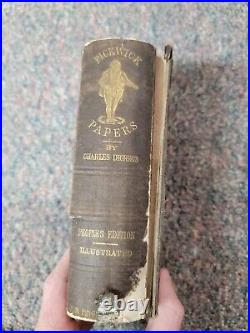 PICKWICK
PAPERS
BY
CHARLES DICKENS
PEOPLE'S EDITION
ILLUSTRATED